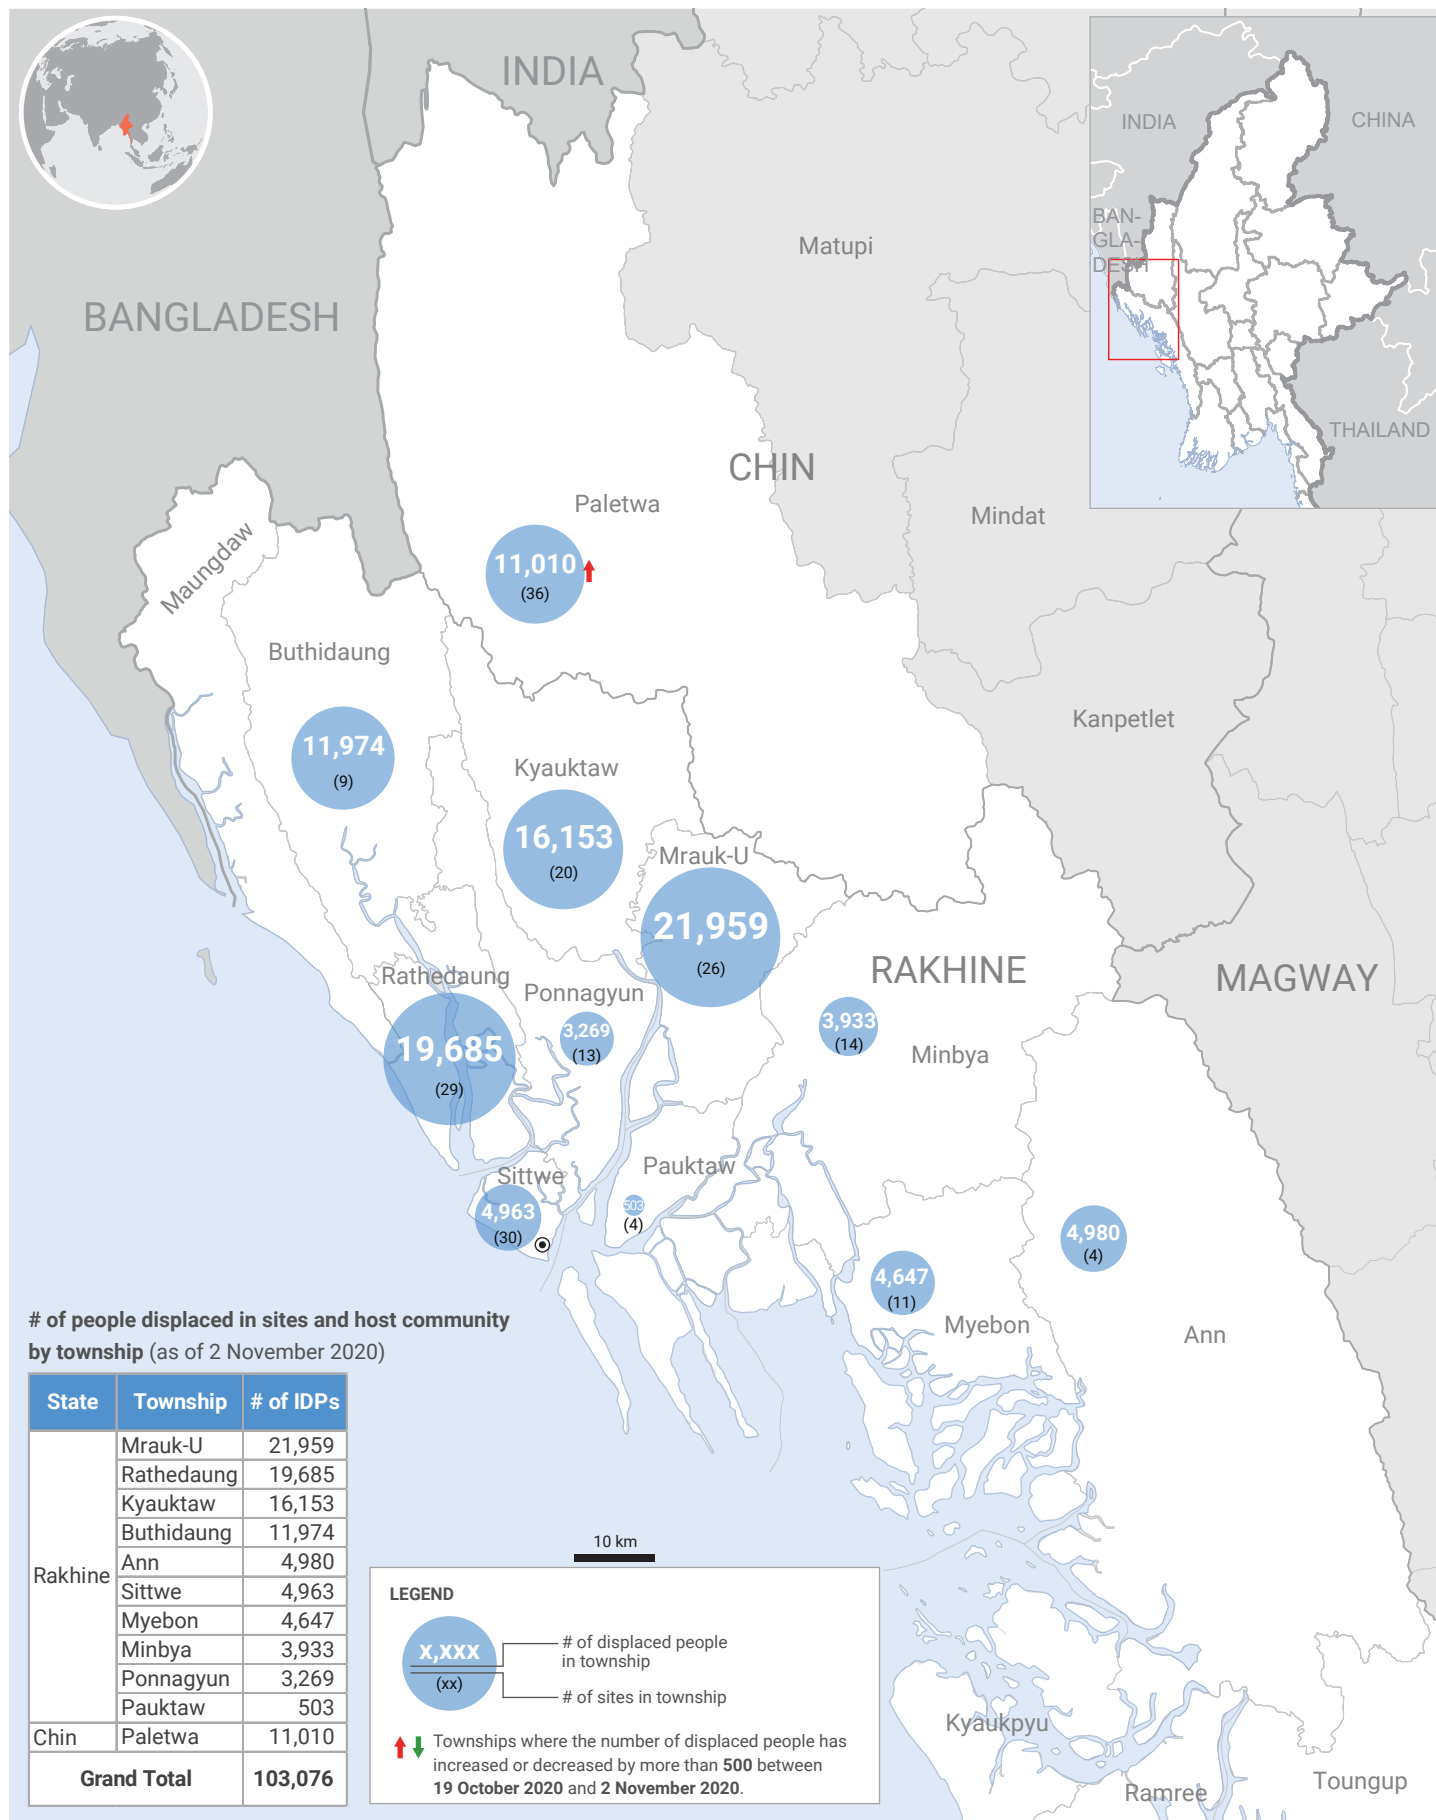 INDIA
BANGLADESH
Matupi
INDIA
CHINA
BAN-
GLA-
DESH
THAILAND
CHIN
Paletwa
11,010
(36)
Mindat
Maungdaw
Buthidaung
11,974
(9)
Kanpetlet
Kyauktaw
16,153
(20)
Mrauk-U
21,959
(26)
RAKHINE
MAGWAY
Rathedaung
19,685
(29)
Ponnagyun
3,269
(13)
3,933
(14)
Minbya
Pauktaw
503
(4)
Sittwe
4,963
(30)
4,980
(4)
4,647
(11)
Myebon
Ann
# of people displaced in sites and host community
by township (as of 2 November 2020)
State Township # of IDPs
Rakhine
Mrauk-U 21,959
Rathedaung 19,685
Kyauktaw 16,153
Buthidaung 11,974
Ann 4,980
Sittwe 4,963
Myebon 4,647
Minbya 3,933
Ponnagyun 3,269
Pauktaw 503
Chin Paletwa 11,010
Grand Total 103,076
10 km
LEGEND
x,xxx
(xx)
# of displaced people
in township
# of sites in township
Townships where the number of displaced people has
increased or decreased by more than 500 between
19 October 2020 and 2 November 2020.
Kyaukpyu
Ramree
Toungup